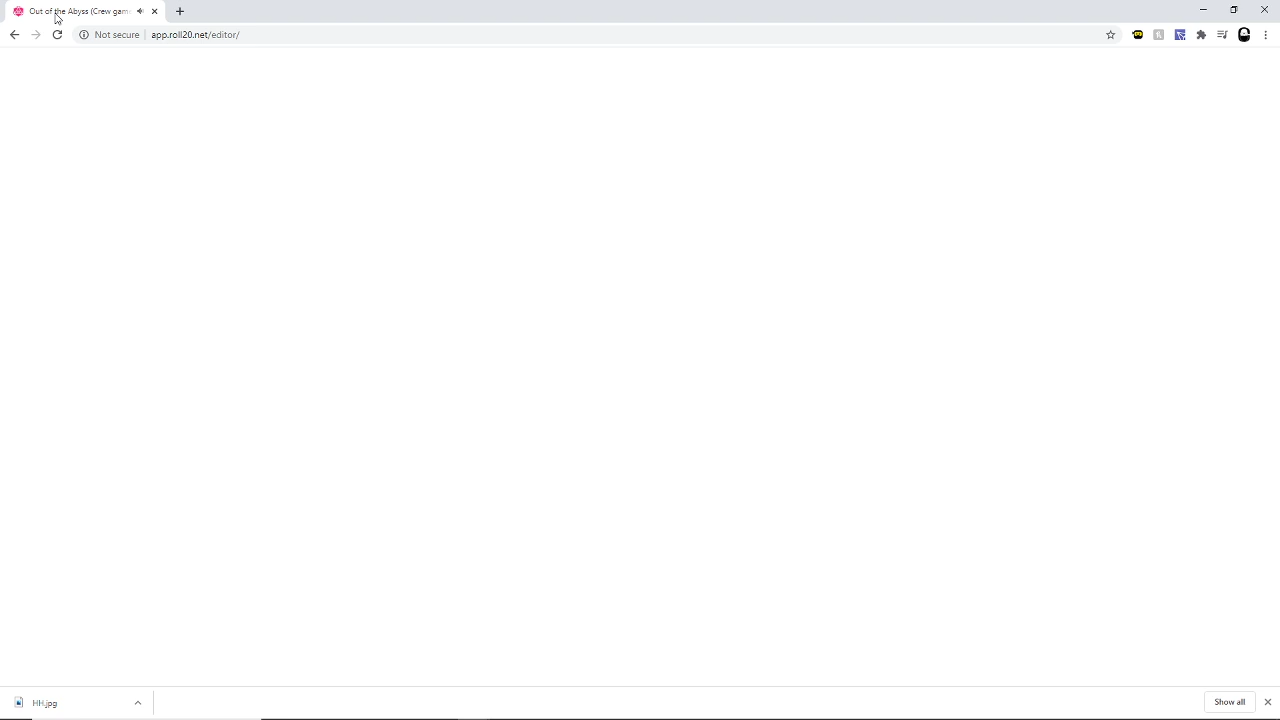 Out of the Abyss (Crew gam
Not secure
app.roll20.net/editor/
HH.jpg
Show all